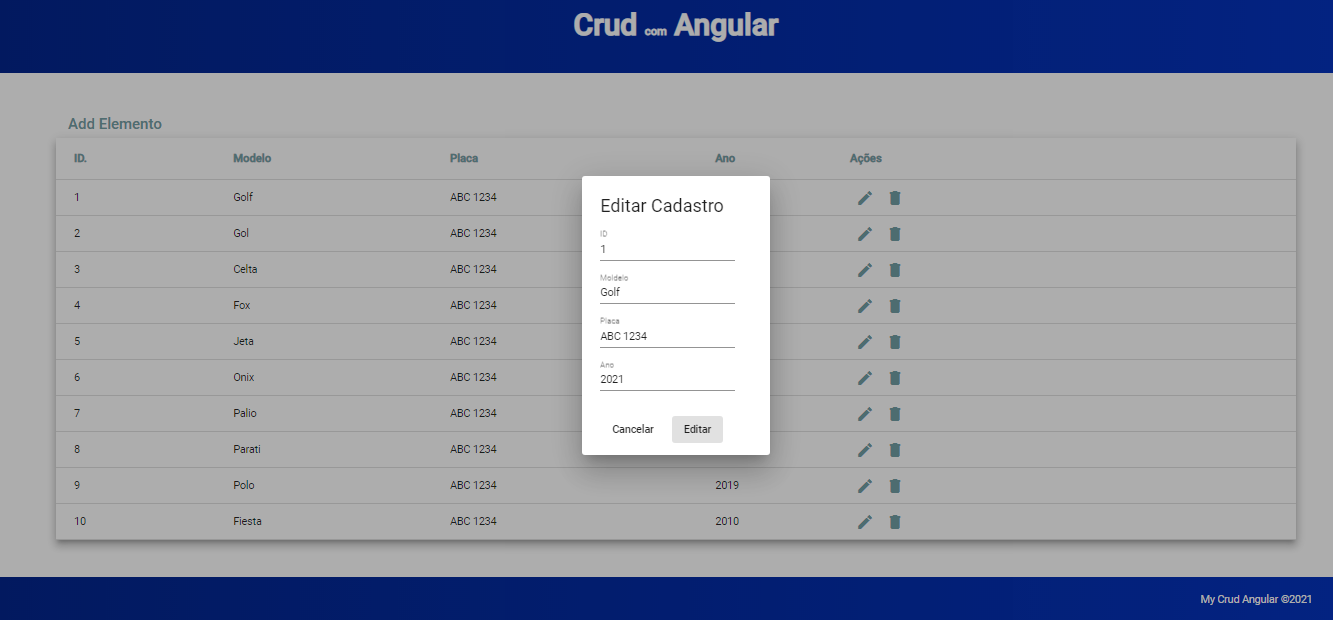 Crud com Angular
Add Elemento
ID. Modelo Placa Ano Ações
1 Golf ABC 1234
2 Gol ABC 1234
3 Celta ABC 1234
4 Fox ABC 1234
5 Jeta ABC 1234
6 Onix ABC 1234
7 Palio ABC 1234
8 Parati ABC 1234
9 Polo ABC 1234 2019
10 Fiesta ABC 1234 2010
Editar Cadastro
ID
1
Moldelo
Golf
Placa
ABC 1234
Ano
2021
Cancelar Editar
My Crud Angular ©2021